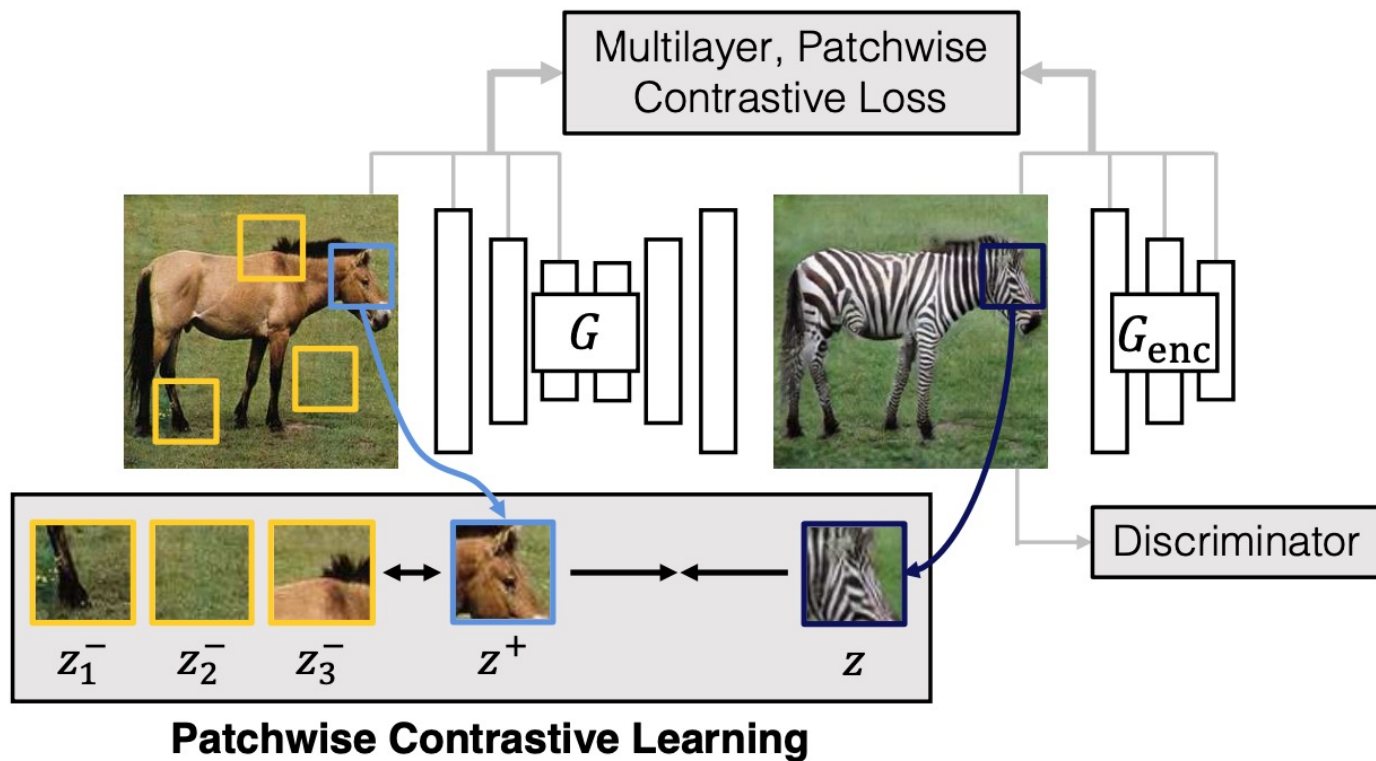 Multilayer, Patchwise
Contrastive Loss
G
G_enc
Discriminator
z_1^- z_2^- z_3^- z^+ z
Patchwise Contrastive Learning